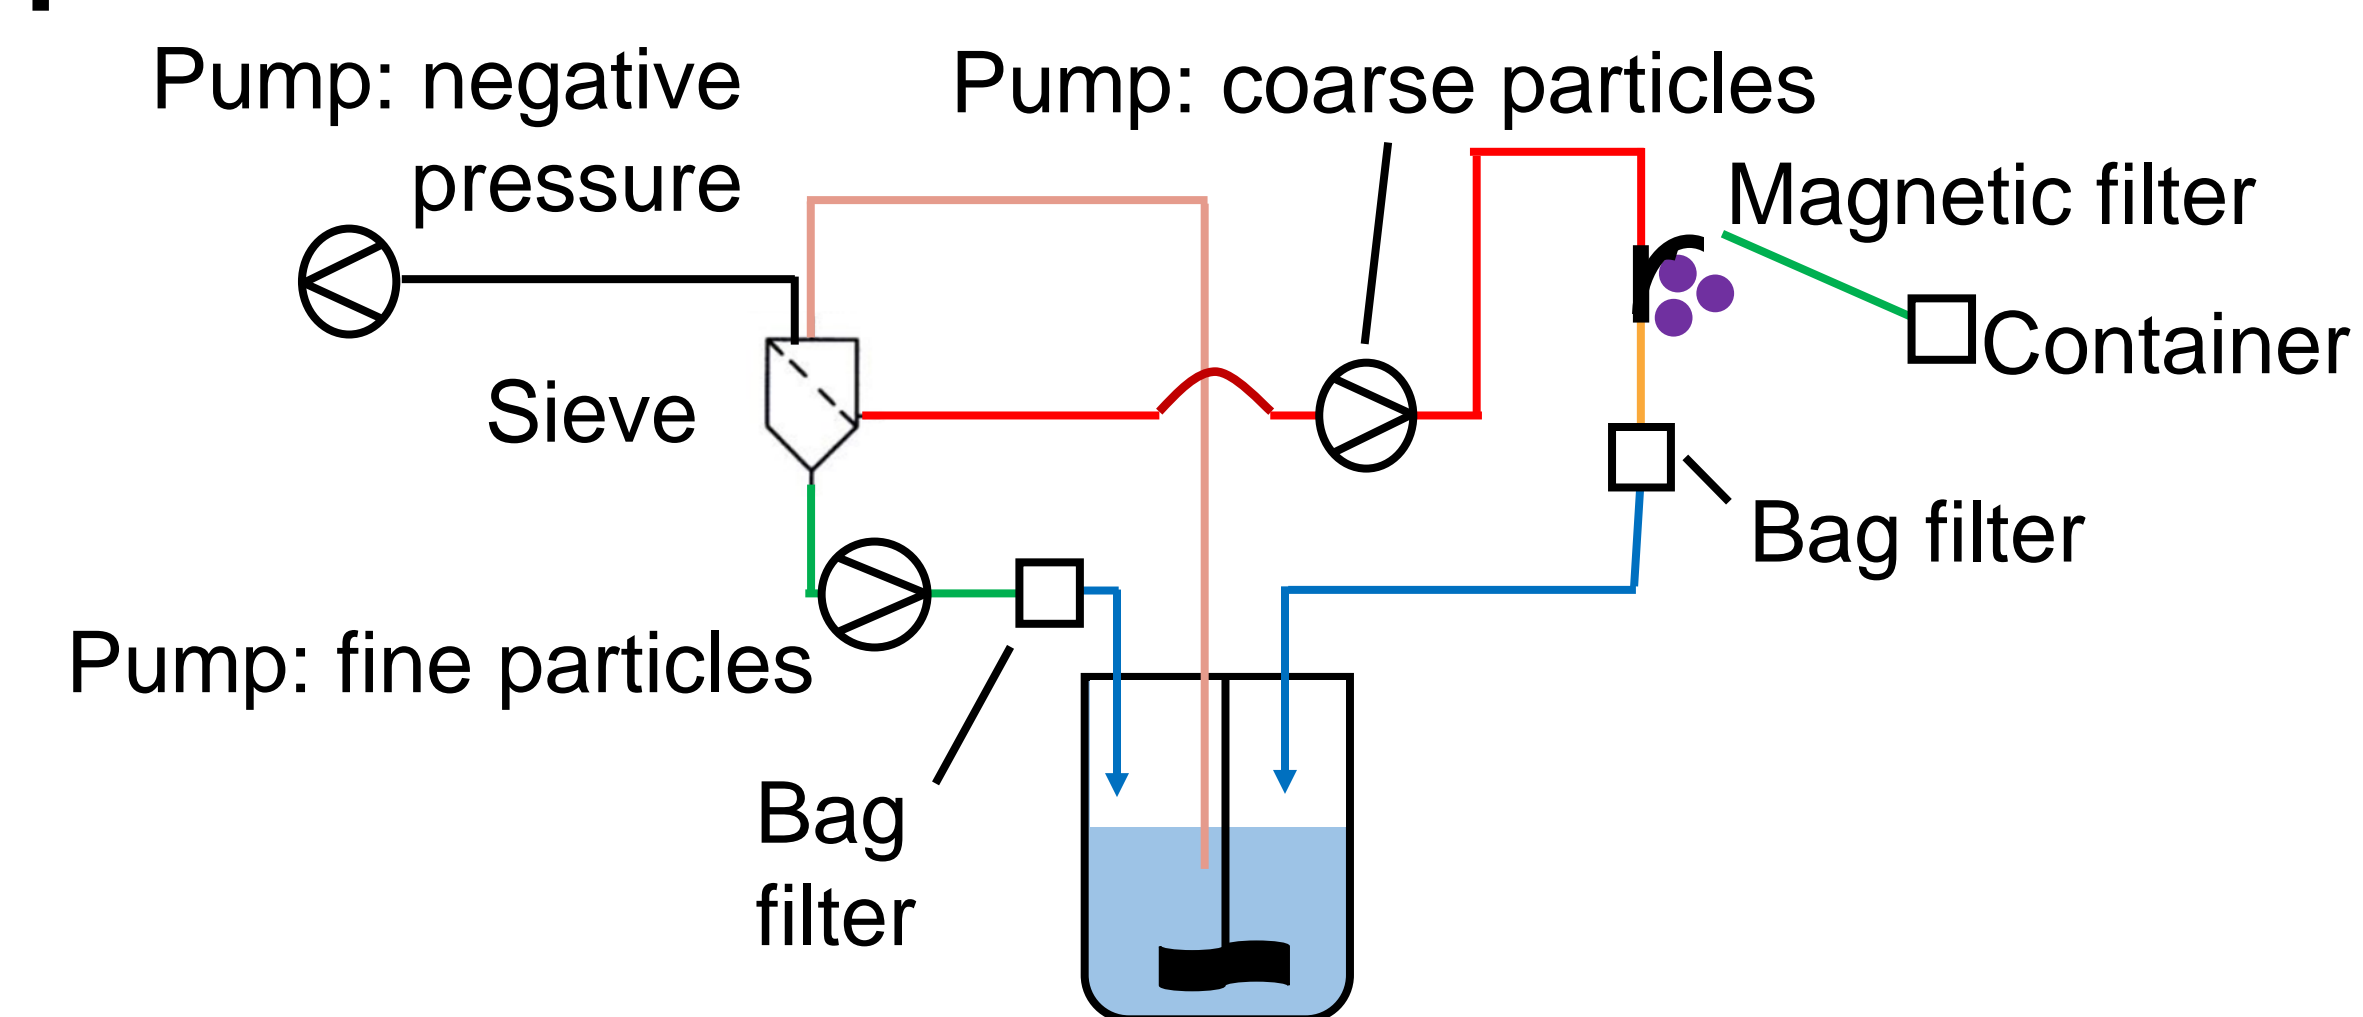 Pump: negative
pressure
Pump: coarse particles
Magnetic filter
Container
Sieve
Bag filter
Pump: fine particles
Bag
filter